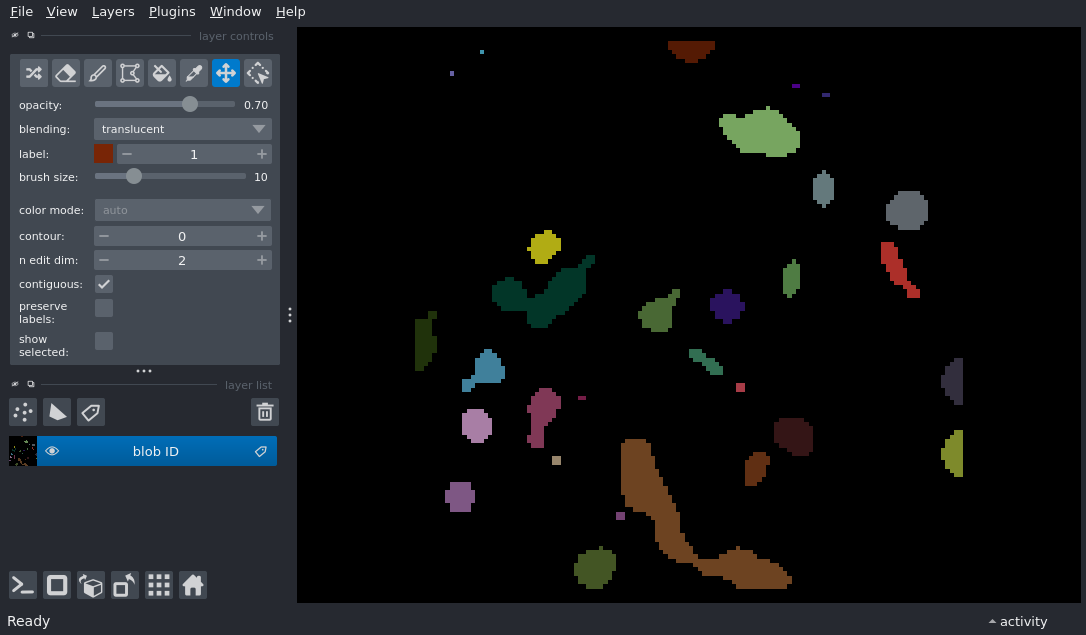 File View Layers Plugins Window Help
layer controls
opacity: 0.70
blending: translucent
label: 1
brush size: 10
color mode: auto
contour: 0
n edit dim: 2
contiguous:
preserve
labels:
show
selected:
layer list
blob ID
Ready
activity